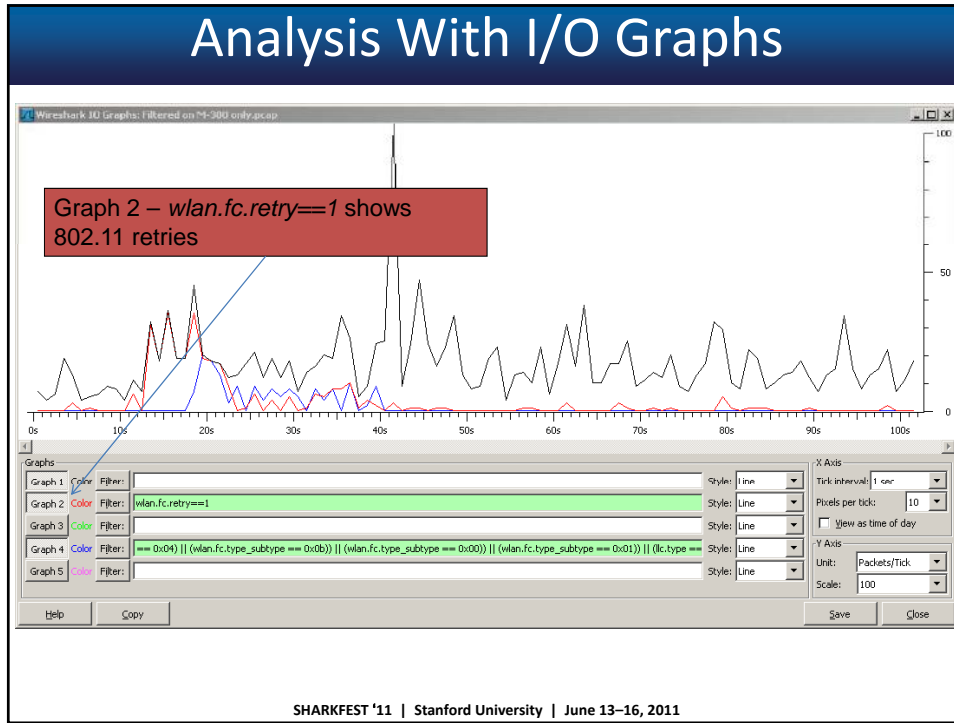 Analysis With I/O Graphs
Wireshark IO Graphs: Filtered on M-300 only.pcap
100
Graph 2 – wlan.fc.retry==1 shows
802.11 retries
50
0
0s 10s 20s 30s 40s 50s 60s 70s 80s 90s 100s
Graphs
Graph 1 Color Filter: Style: Line
Graph 2 Color Filter: wlan.fc.retry==1 Style: Line
Graph 3 Color Filter: Style: Line
Graph 4 Color Filter: == 0x04) || (wlan.fc.type_subtype == 0x0b)) || (wlan.fc.type_subtype == 0x00)) || (wlan.fc.type_subtype == 0x01)) || (llc.type == Style: Line
Graph 5 Color Filter: Style: Line
X Axis
Tick interval: 1 sec
Pixels per tick: 10
View as time of day
Y Axis
Unit: Packets/Tick
Scale: 100
Help Copy Save Close
SHARKFEST '11 | Stanford University | June 13–16, 2011